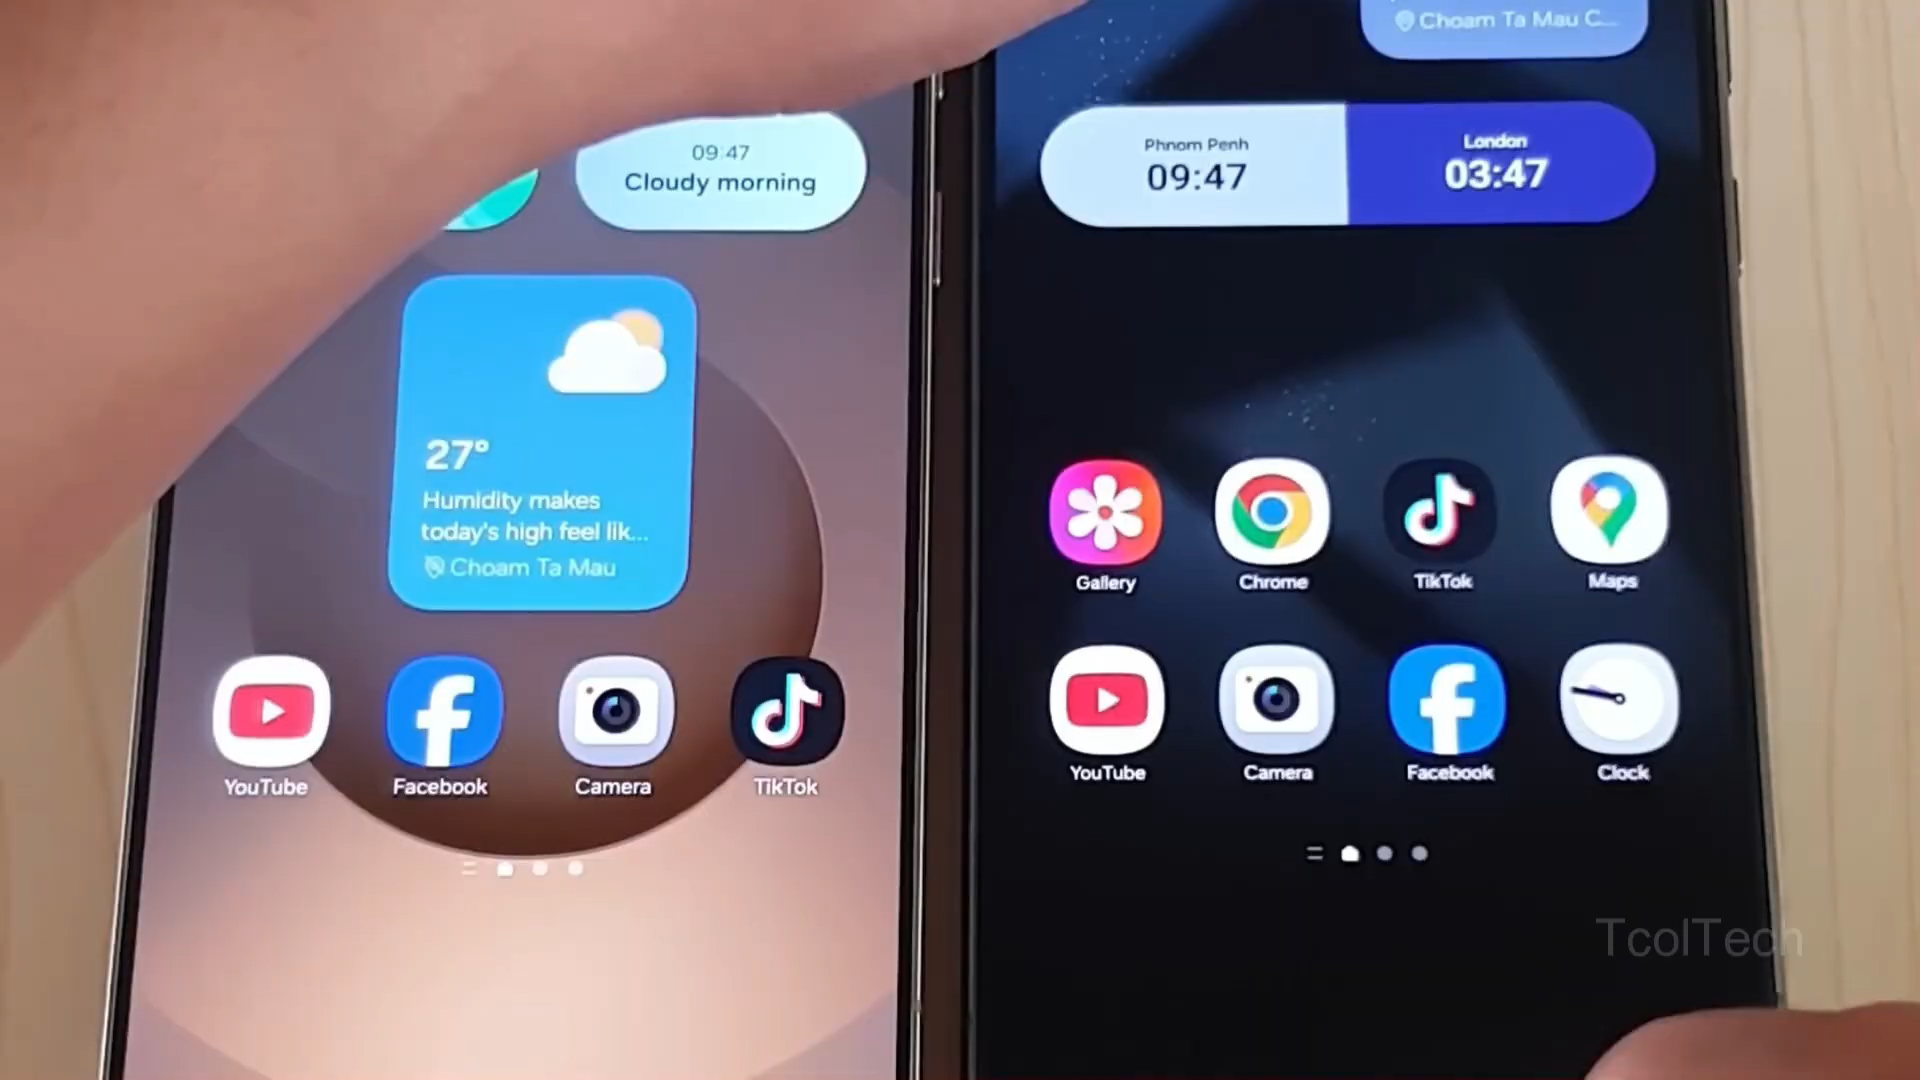 09:47
Cloudy morning
27°
Humidity makes
today's high feel lik...
Choam Ta Mau
YouTube
Facebook
Camera
TikTok
Choam Ta Mau C...
Phnom Penh
09:47
London
03:47
Gallery
Chrome
TikTok
Maps
YouTube
Camera
Facebook
Clock
TcolTech